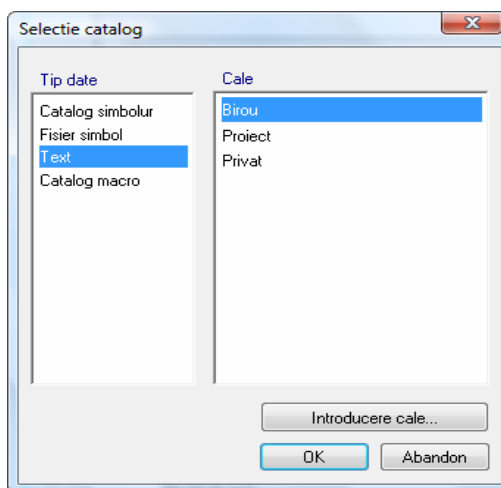 Selectie catalog
Tip date
Catalog simbolur
Fisier simbol
Text
Catalog macro
Cale
Birou
Proiect
Privat
Introducere cale...
OK
Abandon